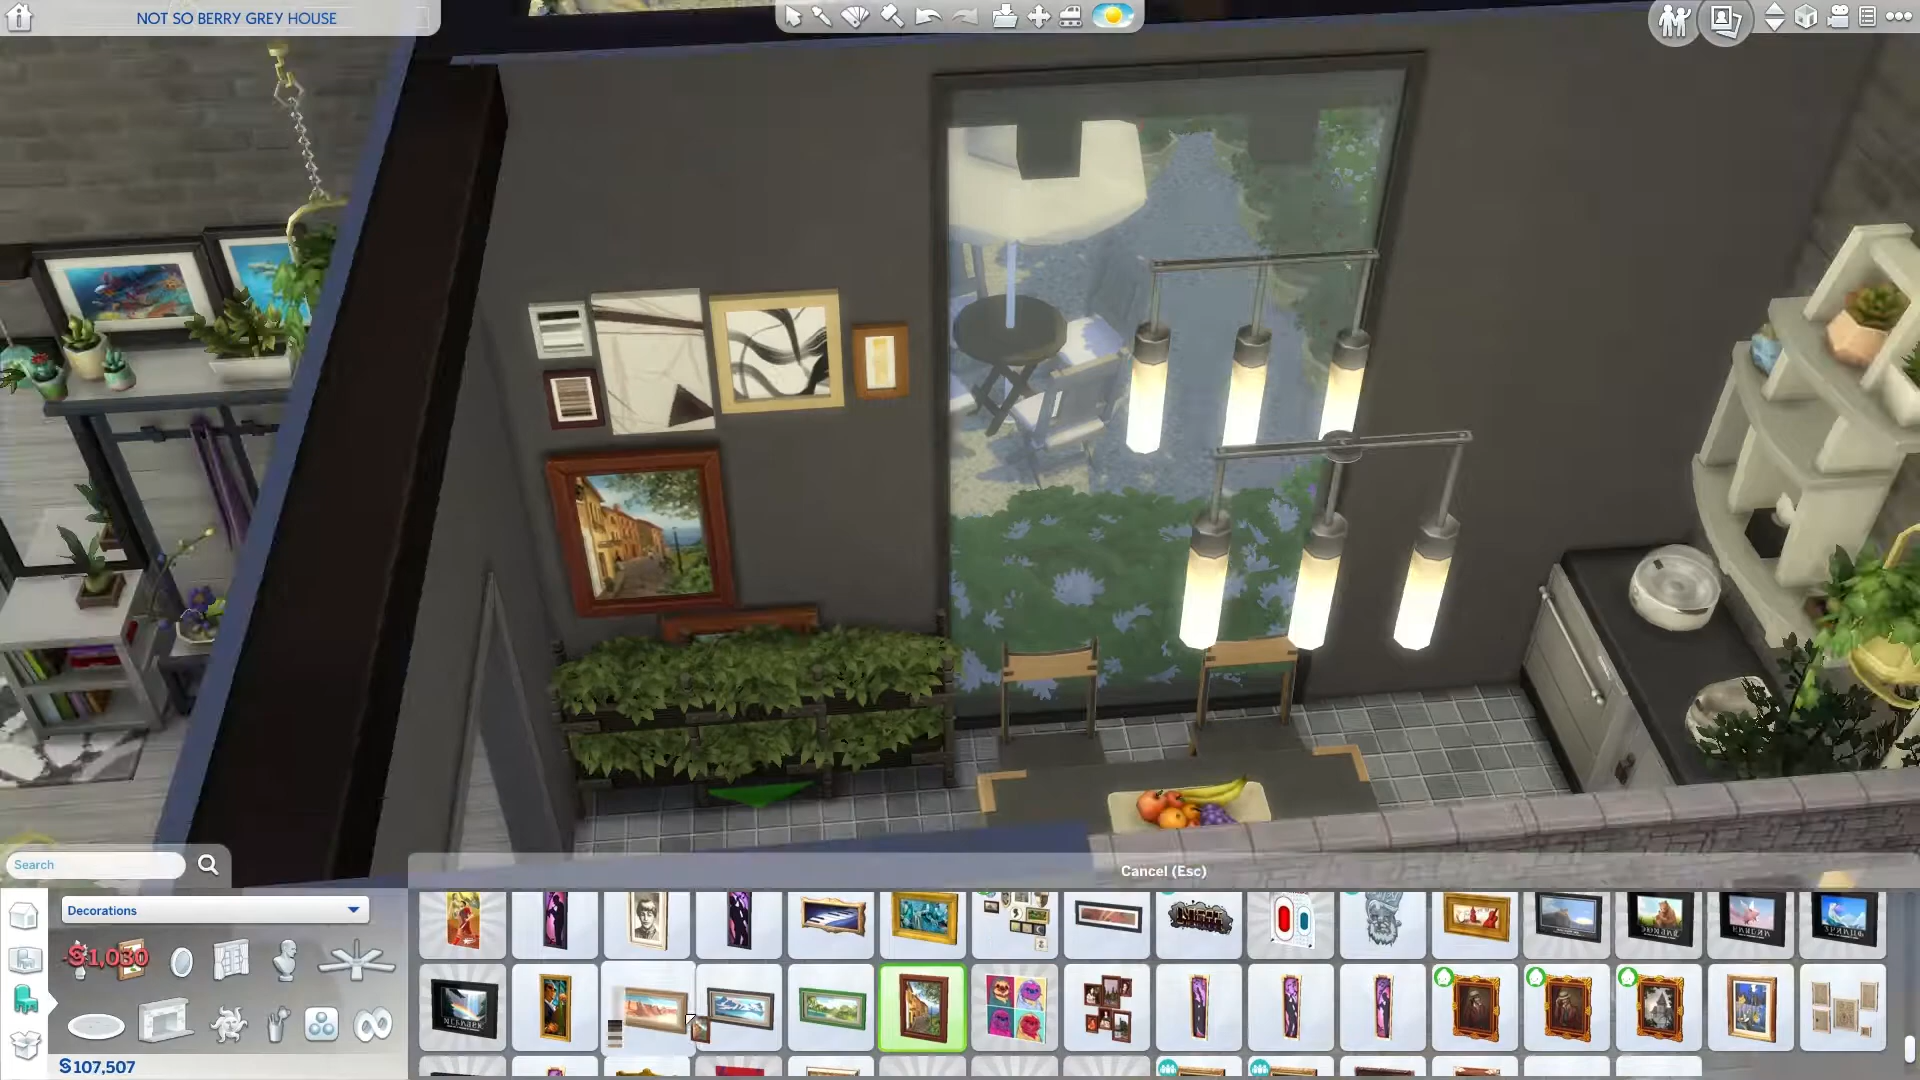 NOT SO BERRY GREY HOUSE
Search
Cancel (Esc)
Decorations
-§1,030
§107,507